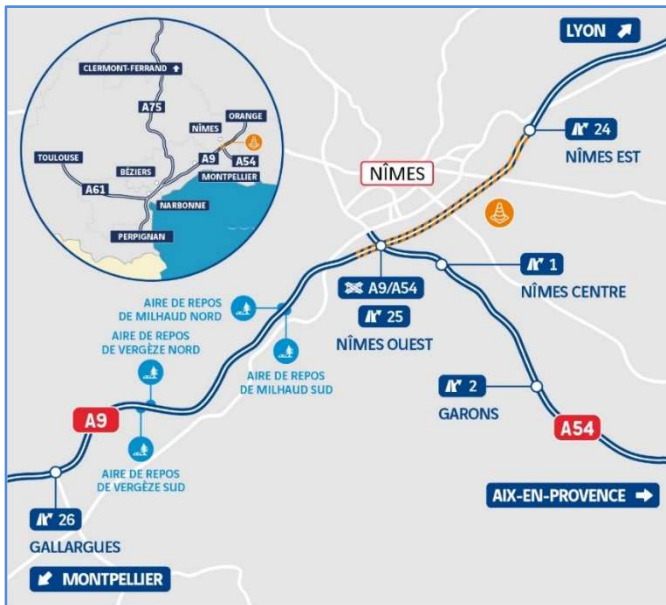 LYON
CLERMONT-FERRAND
A75
ORANGE
NÎMES
TOULOUSE
A9
A54
BÉZIERS
MONTPELLIER
A61
NARBONNE
PERPIGNAN
24
NÎMES EST
NÎMES
A9/A54
25
NÎMES OUEST
1
NÎMES CENTRE
AIRE DE REPOS
DE MILHAUD NORD
AIRE DE REPOS
DE VERGÈZE NORD
AIRE DE REPOS
DE MILHAUD SUD
2
GARONS
A9
A54
AIRE DE REPOS
DE VERGÈZE SUD
AIX-EN-PROVENCE
26
GALLARGUES
MONTPELLIER